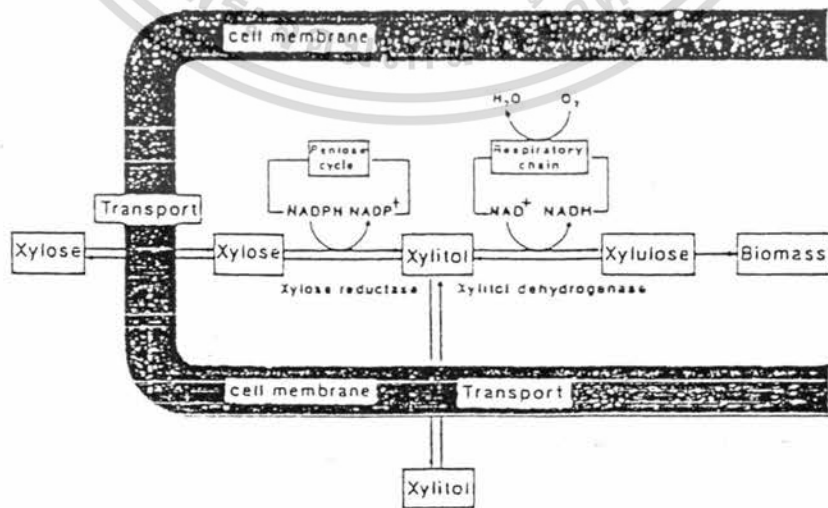 cell membrane
H₂O O₂
Pentose cycle
Respiratory chain
Transport
NADPH NADP⁺ NAD⁺ NADH
Xylose Xylose Xylitol Xylulose Biomass
Xylose reductase Xylitol dehydrogenase
cell membrane Transport
Xylitol